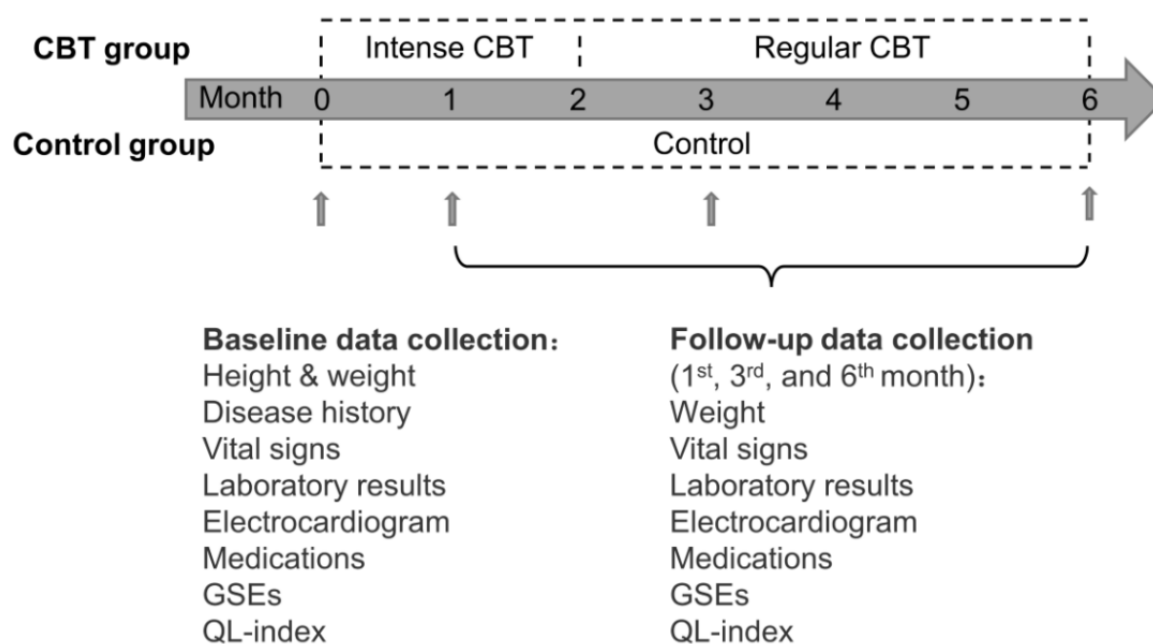 CBT group
Intense CBT
Regular CBT
Month 0 1 2 3 4 5 6
Control group
Control
Baseline data collection：
Height & weight
Disease history
Vital signs
Laboratory results
Electrocardiogram
Medications
GSEs
QL-index
Follow-up data collection
(1st, 3rd, and 6th month)：
Weight
Vital signs
Laboratory results
Electrocardiogram
Medications
GSEs
QL-index